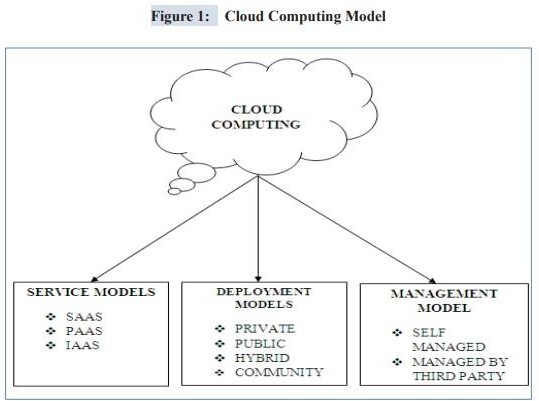 Figure 1: Cloud Computing Model
CLOUD
COMPUTING
SERVICE MODELS
❖ SAAS
❖ PAAS
❖ IAAS
DEPLOYMENT
MODELS
❖ PRIVATE
❖ PUBLIC
❖ HYBRID
❖ COMMUNITY
MANAGEMENT
MODEL
❖ SELF
MANAGED
❖ MANAGED BY
THIRD PARTY